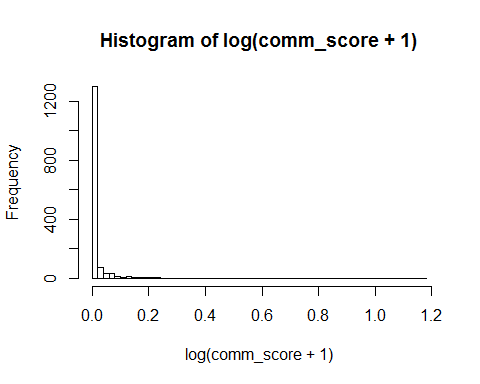 Histogram of log(comm_score + 1)
Frequency
1200
800
400
0
0.0 0.2 0.4 0.6 0.8 1.0 1.2
log(comm_score + 1)